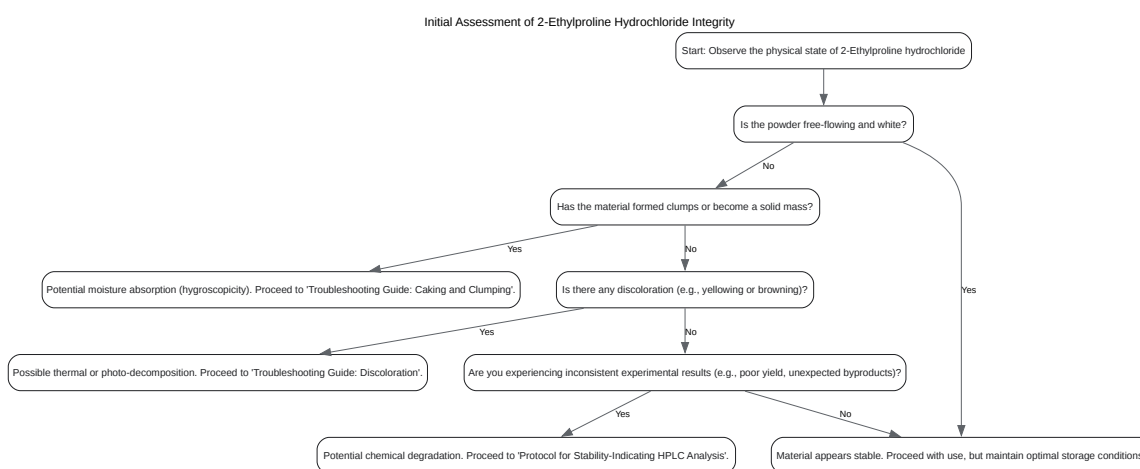 Initial Assessment of 2-Ethylproline Hydrochloride Integrity
Start: Observe the physical state of 2-Ethylproline hydrochloride
Is the powder free-flowing and white?
No
Has the material formed clumps or become a solid mass?
Yes
No
Potential moisture absorption (hygroscopicity). Proceed to 'Troubleshooting Guide: Caking and Clumping'.
Is there any discoloration (e.g., yellowing or browning)?
Yes
Yes
No
Possible thermal or photo-decomposition. Proceed to 'Troubleshooting Guide: Discoloration'.
Are you experiencing inconsistent experimental results (e.g., poor yield, unexpected byproducts)?
Yes
No
Potential chemical degradation. Proceed to 'Protocol for Stability-Indicating HPLC Analysis'.
Material appears stable. Proceed with use, but maintain optimal storage conditions